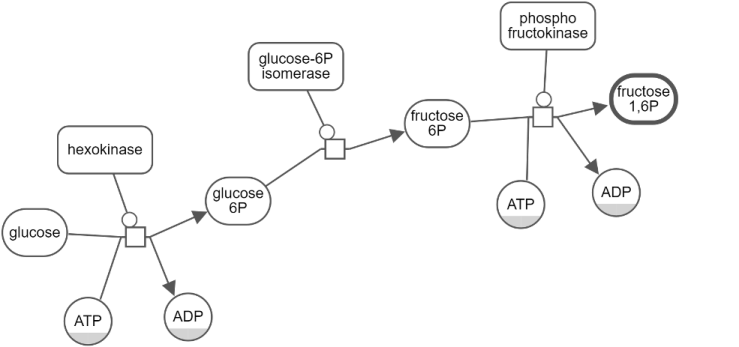 phospho
fructokinase
glucose-6P
isomerase
fructose
1,6P
fructose
6P
hexokinase
glucose
6P
ATP
ADP
glucose
ATP
ADP